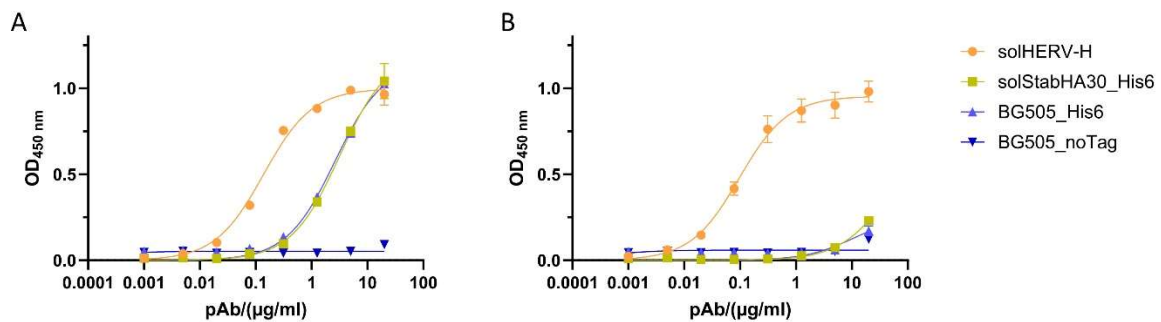 A
B
1.0
0.5
0.0
OD450 nm
0.0001 0.001 0.01 0.1 1 10 100
pAb/(µg/ml)
1.0
0.5
0.0
OD450 nm
0.0001 0.001 0.01 0.1 1 10 100
pAb/(µg/ml)
solHERV-H
solStabHA30_His6
BG505_His6
BG505_noTag